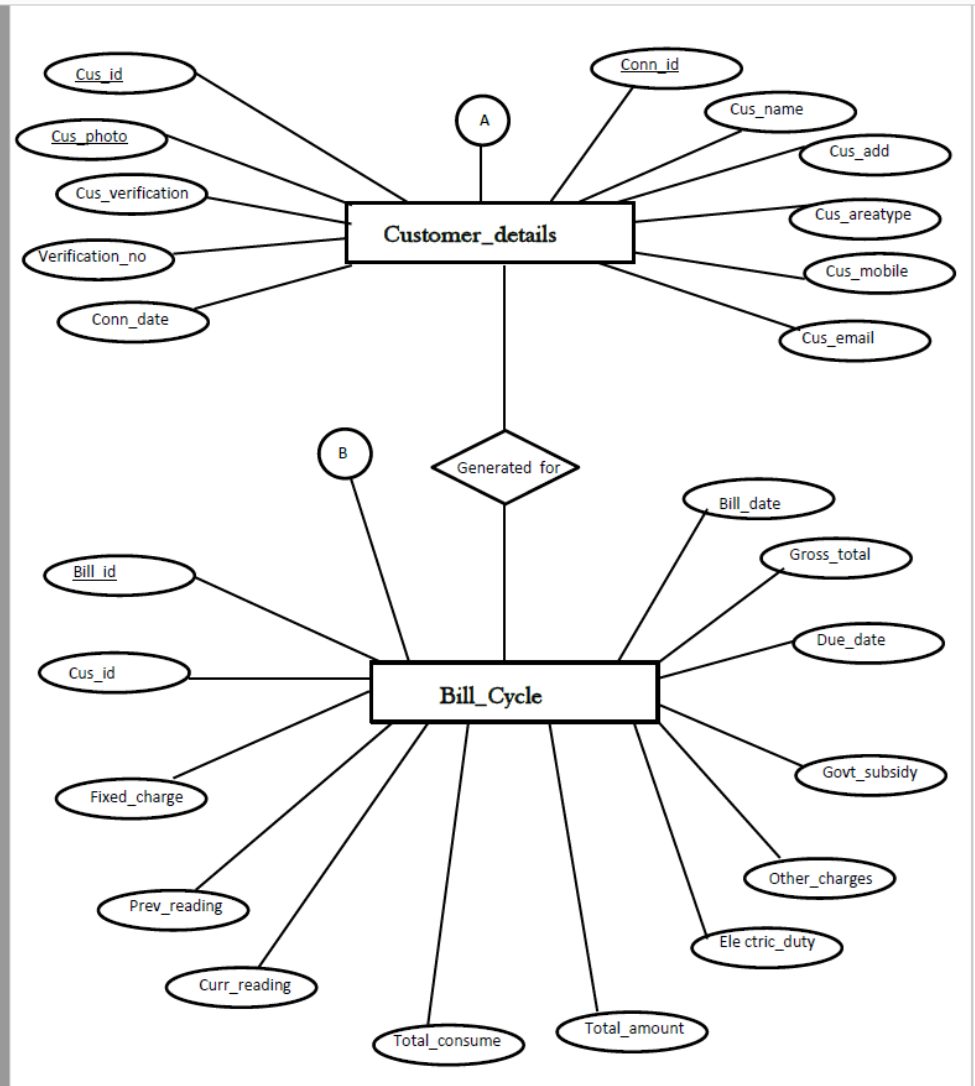 Cus_id
Conn_id
A
Cus_name
Cus_photo
Cus_add
Cus_verification
Cus_areatype
Customer_details
Verification_no
Cus_mobile
Conn_date
Cus_email
B
Generated for
Bill_date
Gross_total
Bill_id
Due_date
Cus_id
Bill_Cycle
Govt_subsidy
Fixed_charge
Other_charges
Prev_reading
Ele ctric_duty
Curr_reading
Total_amount
Total_consume